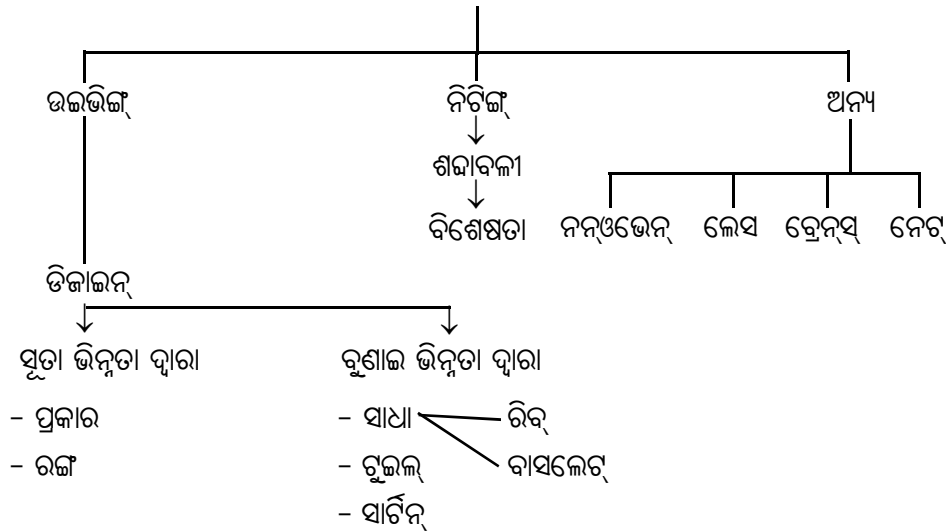 ଉଇଭିଙ୍ଗ୍ ନିଟିଙ୍ଗ୍ ଅନ୍ୟ
ଶବ୍ଦାବଳୀ
ବିଶେଷତା ନନ୍‌ଓଭେନ୍ ଲେସ ବ୍ରେନ୍‌ସ୍ ନେଟ୍
ଡିଜାଇନ୍
ସୂତା ଭିନ୍ନତା ଦ୍ୱାରା ବୁଣାଇ ଭିନ୍ନତା ଦ୍ୱାରା
– ପ୍ରକାର – ସାଧା ରିବ୍
– ରଙ୍ଗ – ଟୁଇଲ୍ ବାସଲେଟ୍
– ସାର୍ଟିନ୍